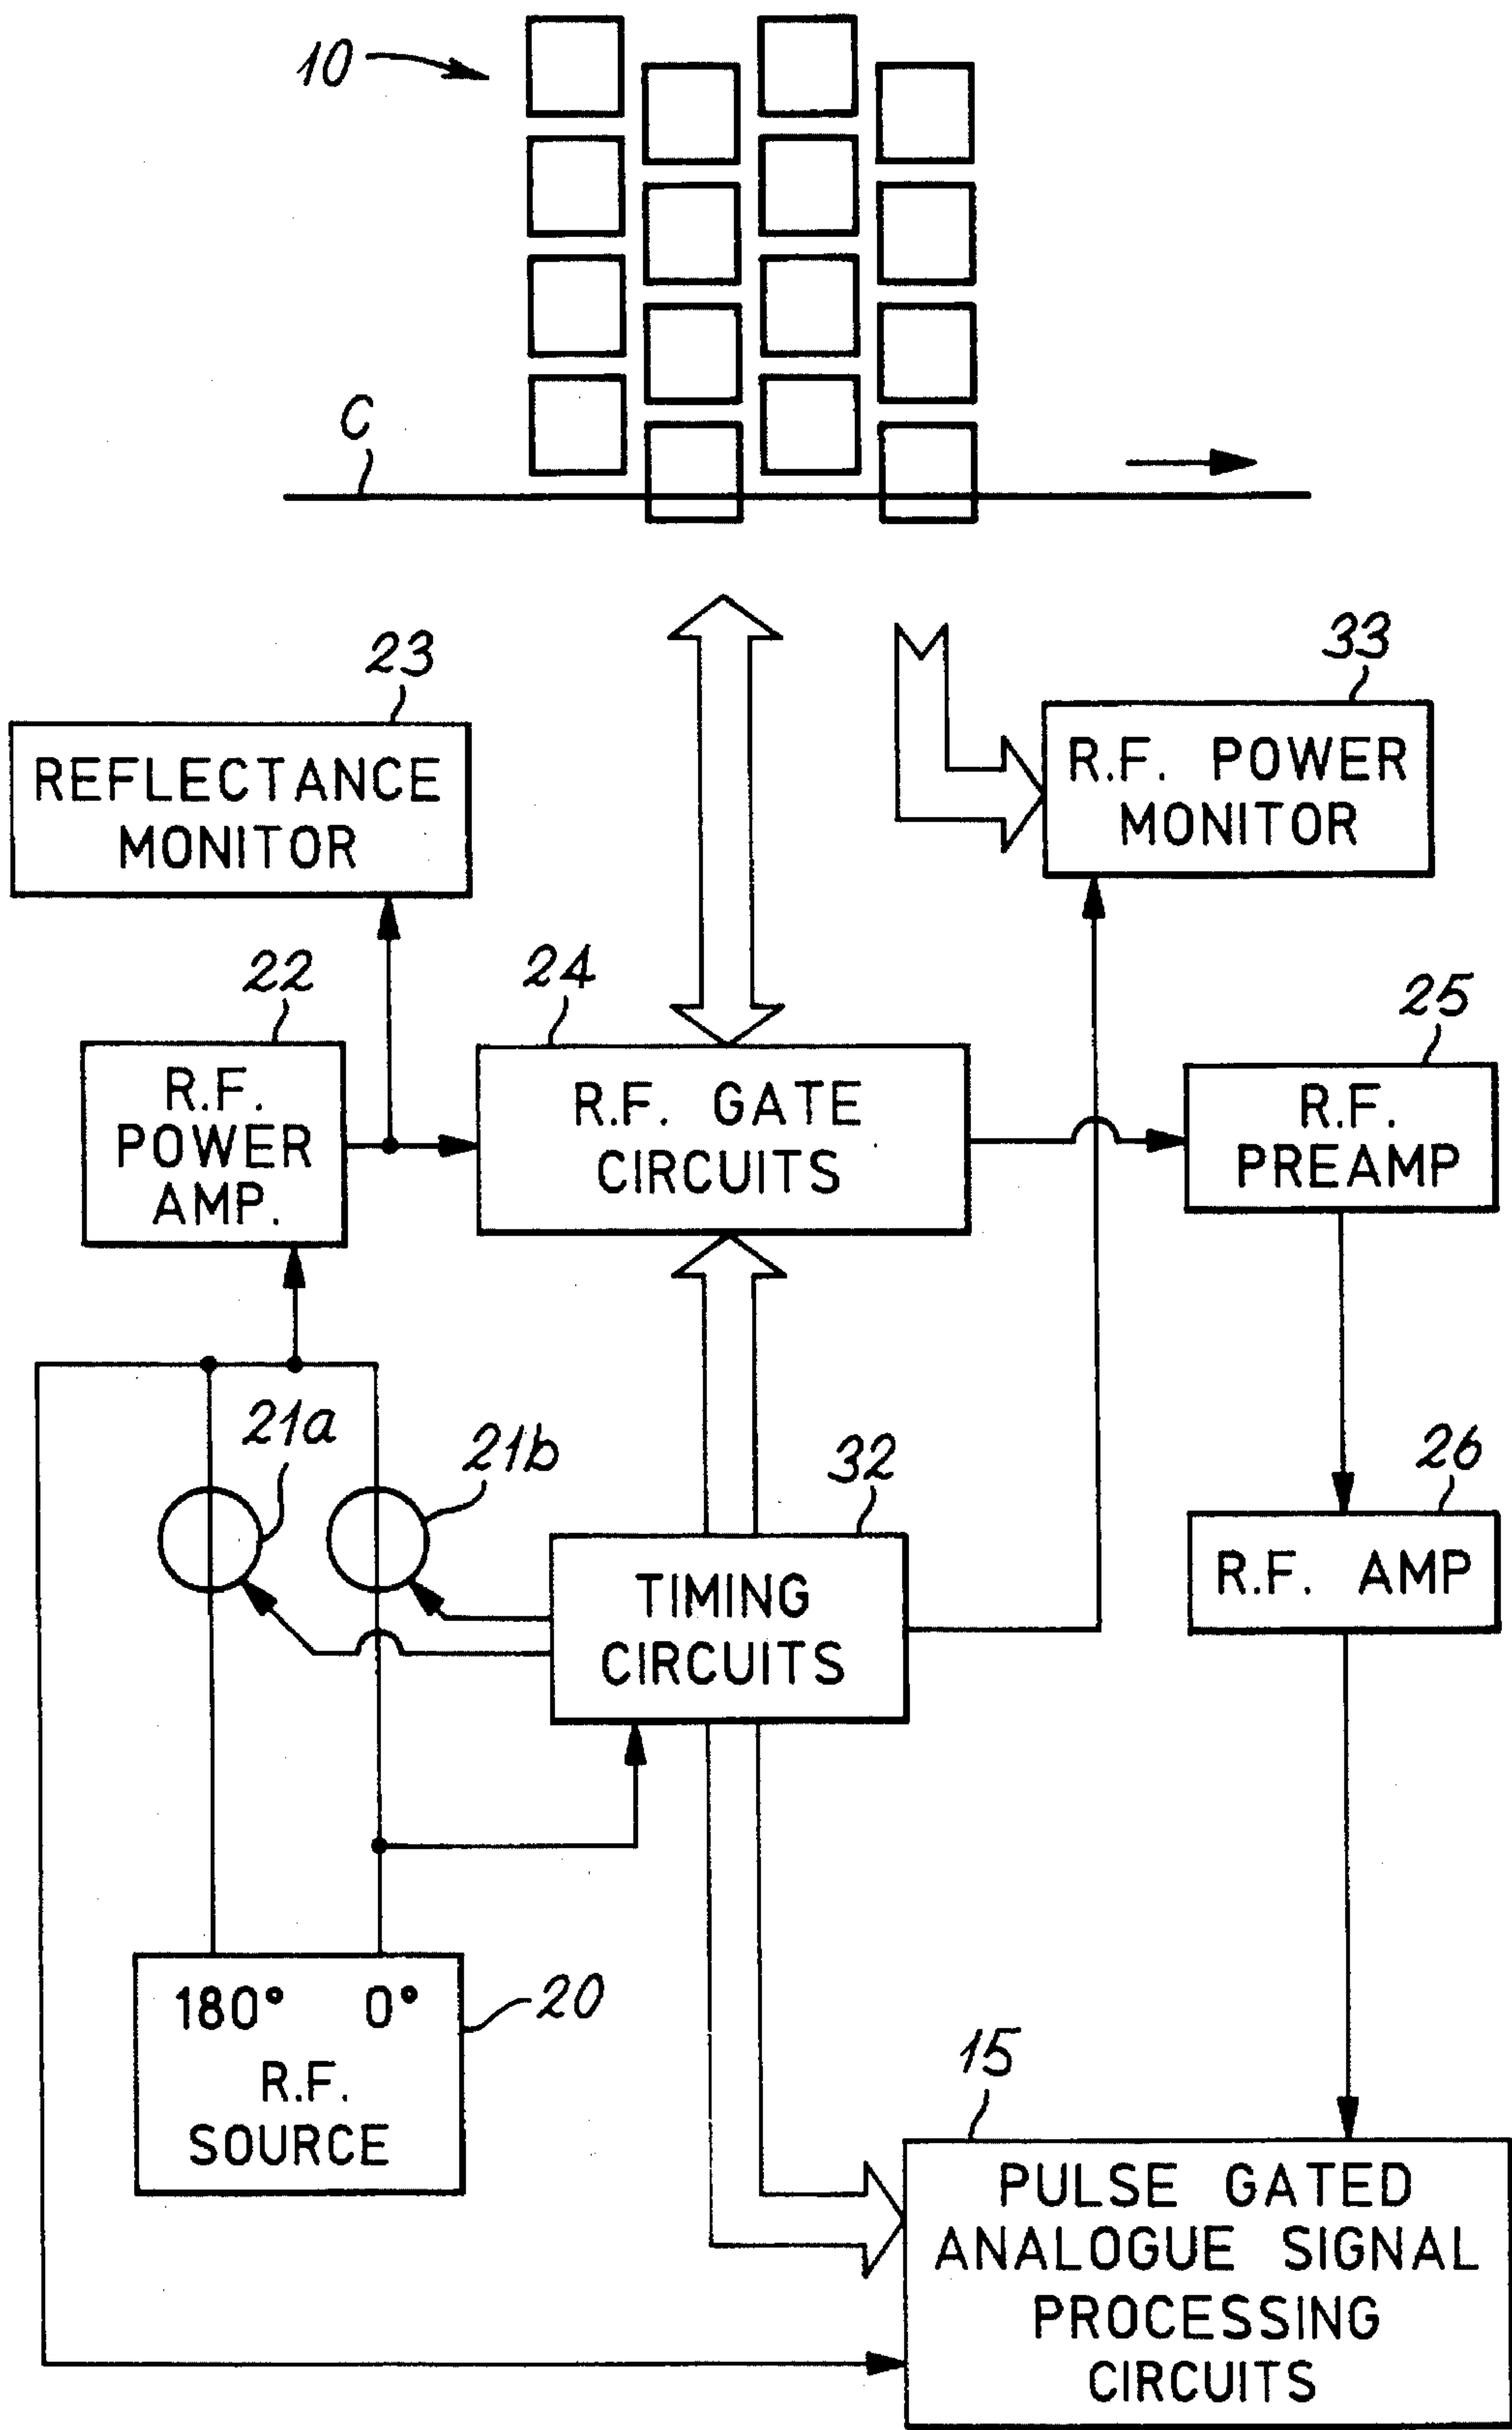 10
C
23
REFLECTANCE
MONITOR
33
R.F. POWER
MONITOR
22
R.F.
POWER
AMP.
24
R.F. GATE
CIRCUITS
25
R.F.
PREAMP
21a
21b
32
TIMING
CIRCUITS
26
R.F. AMP
180° 0°
R.F.
SOURCE
20
15
PULSE GATED
ANALOGUE SIGNAL
PROCESSING
CIRCUITS